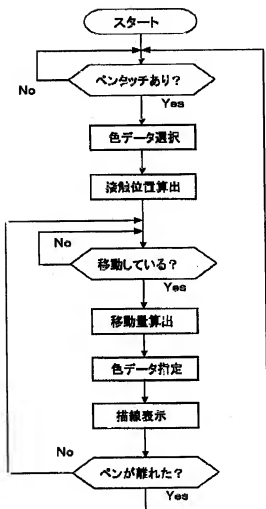 スタート
ペンタッチあり?
No
Yes
色データ選択
接触位置算出
No
移動している?
Yes
移動量算出
色データ指定
描線表示
No
ペンが離れた?
Yes